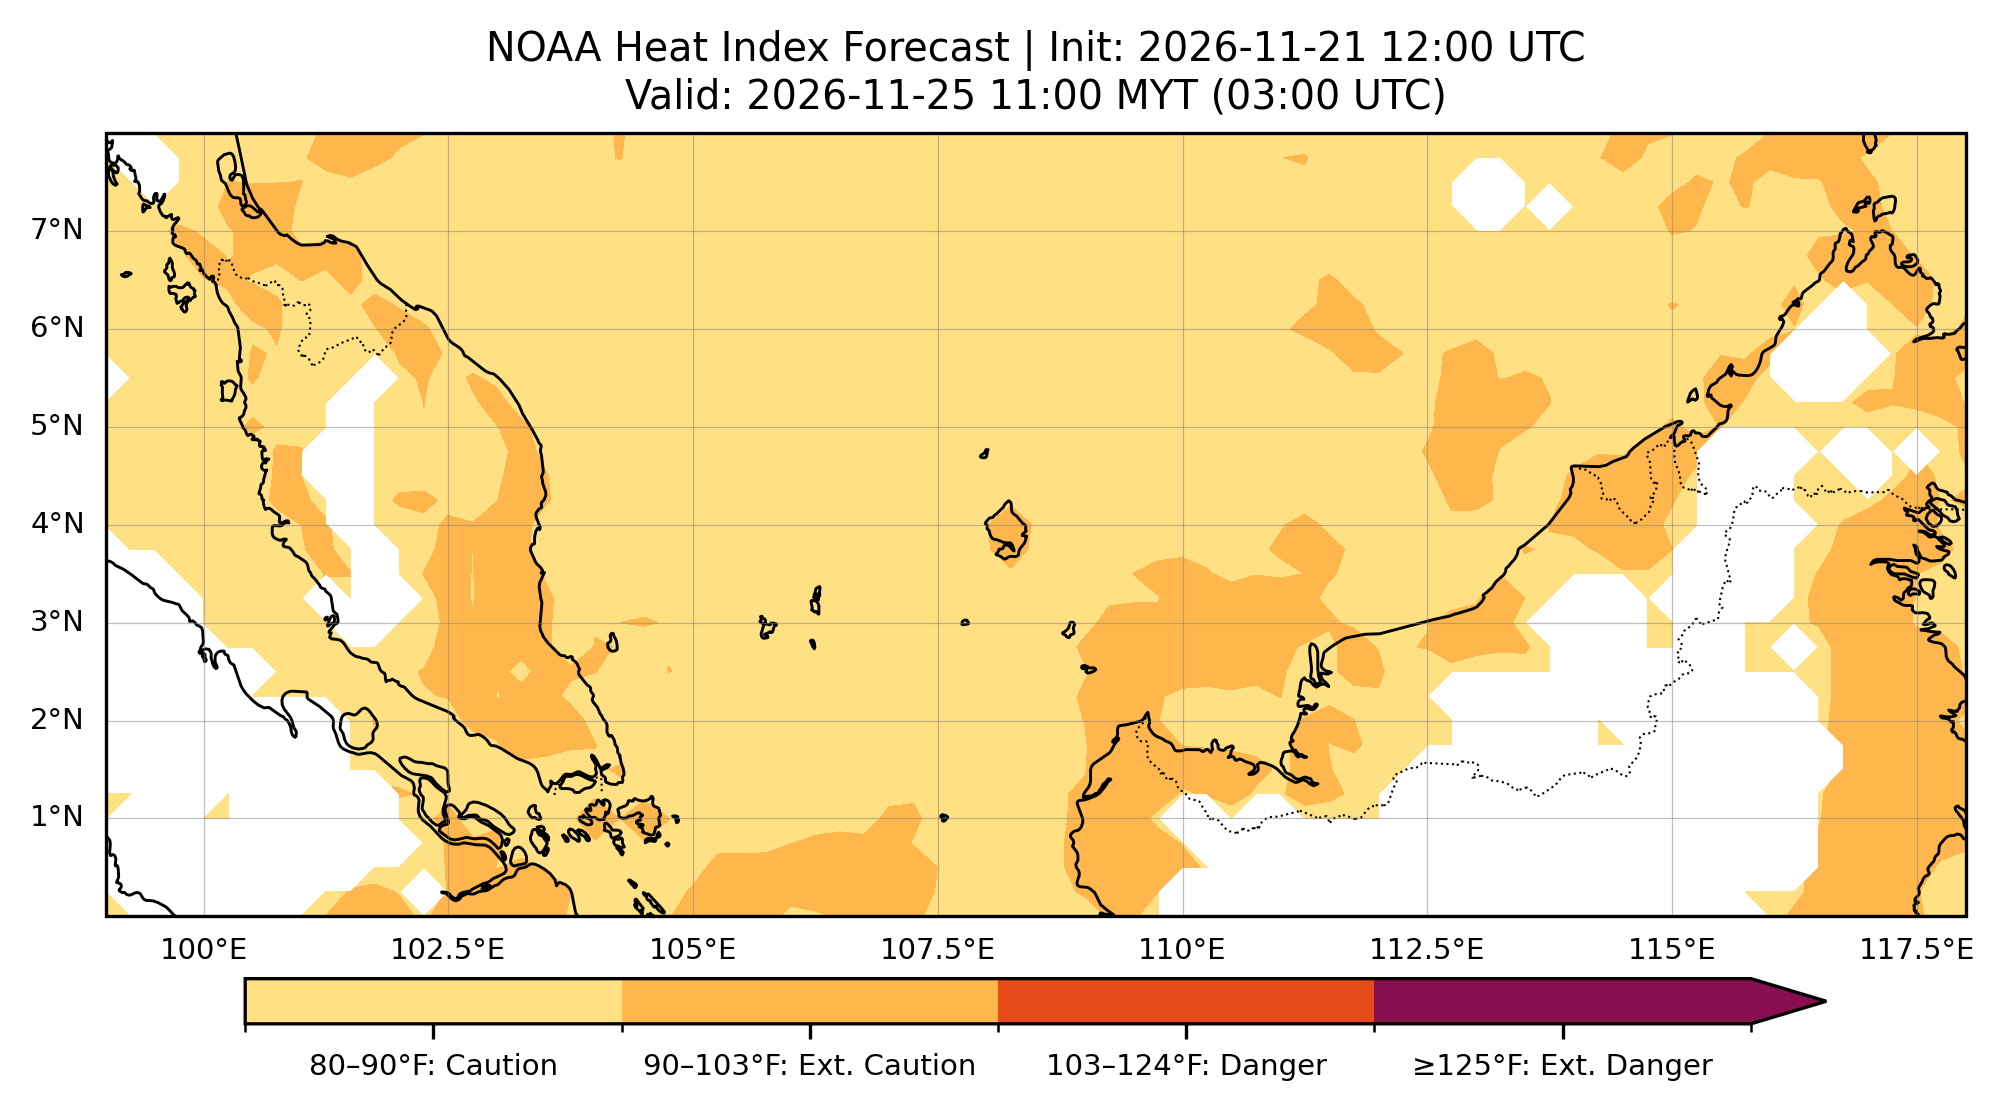 NOAA Heat Index Forecast | Init: 2026-11-21 12:00 UTC
Valid: 2026-11-25 11:00 MYT (03:00 UTC)
7°N
6°N
5°N
4°N
3°N
2°N
1°N
100°E 102.5°E 105°E 107.5°E 110°E 112.5°E 115°E 117.5°E
80–90°F: Caution 90–103°F: Ext. Caution 103–124°F: Danger ≥125°F: Ext. Danger